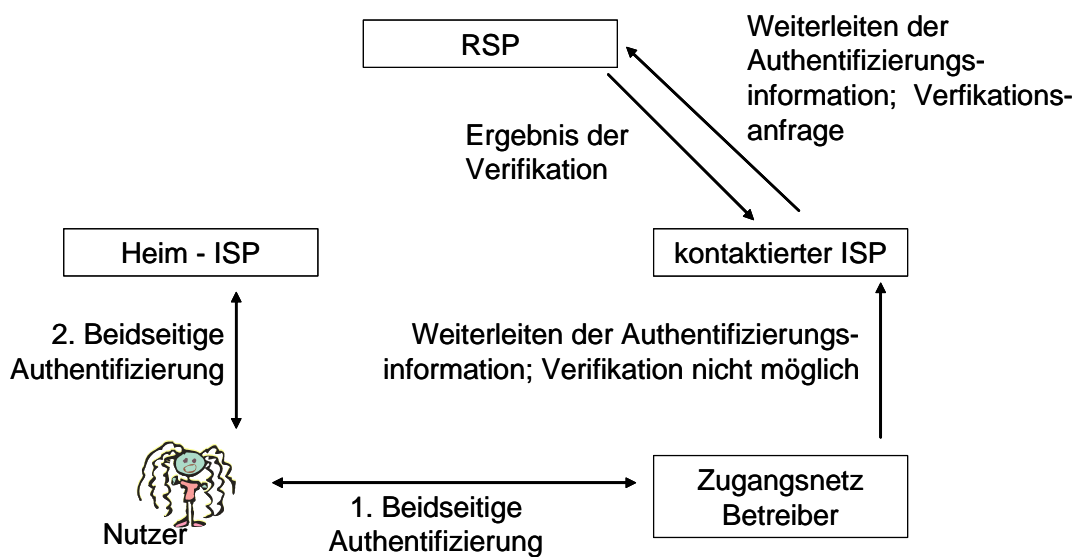 RSP
Weiterleiten der
Authentifizierungs-
information; Verfikations-
anfrage
Ergebnis der
Verifikation
Heim - ISP
kontaktierter ISP
2. Beidseitige
Authentifizierung
Weiterleiten der Authentifizierungs-
information; Verifikation nicht möglich
Nutzer
1. Beidseitige
Authentifizierung
Zugangsnetz
Betreiber